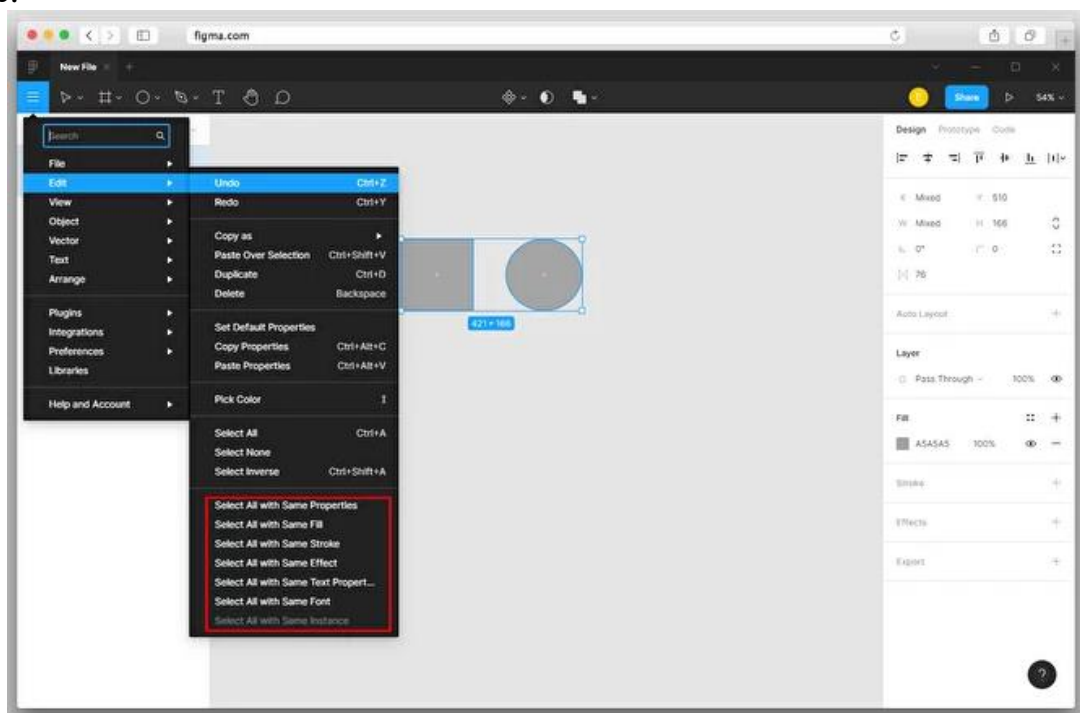 figma.com
New File
Share
54%
Search
File
Edit
View
Object
Vector
Text
Arrange
Plugins
Integrations
Preferences
Libraries
Help and Account
Undo Ctrl+Z
Redo Ctrl+Y
Copy as
Paste Over Selection Ctrl+Shift+V
Duplicate Ctrl+D
Delete Backspace
Set Default Properties
Copy Properties Ctrl+Alt+C
Paste Properties Ctrl+Alt+V
Pick Color I
Select All Ctrl+A
Select None
Select Inverse Ctrl+Shift+A
Select All with Same Properties
Select All with Same Fill
Select All with Same Stroke
Select All with Same Effect
Select All with Same Text Propert...
Select All with Same Font
Select All with Same Instance
421 × 166
Design Prototype Code
X Mixed Y 510
W Mixed H 166
0° 0
76
Auto Layout
Layer
Pass Through 100%
Fill
A5A5A5 100%
Stroke
Effects
Export
?